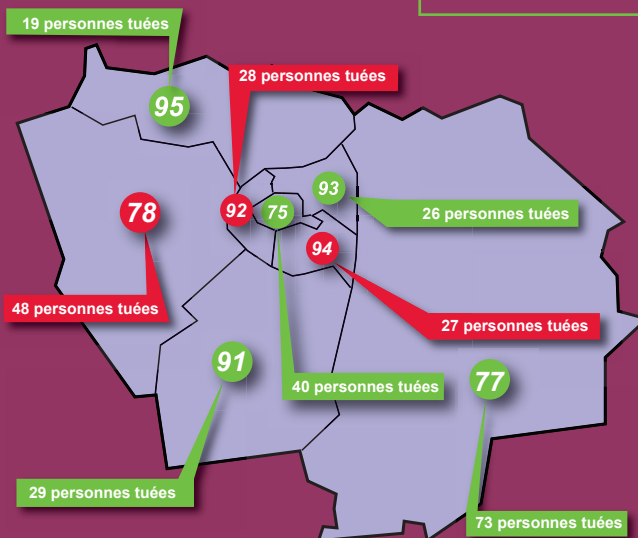 19 personnes tuées
28 personnes tuées
95
93
78
92
75
26 personnes tuées
94
48 personnes tuées
27 personnes tuées
91
40 personnes tuées
77
29 personnes tuées
73 personnes tuées